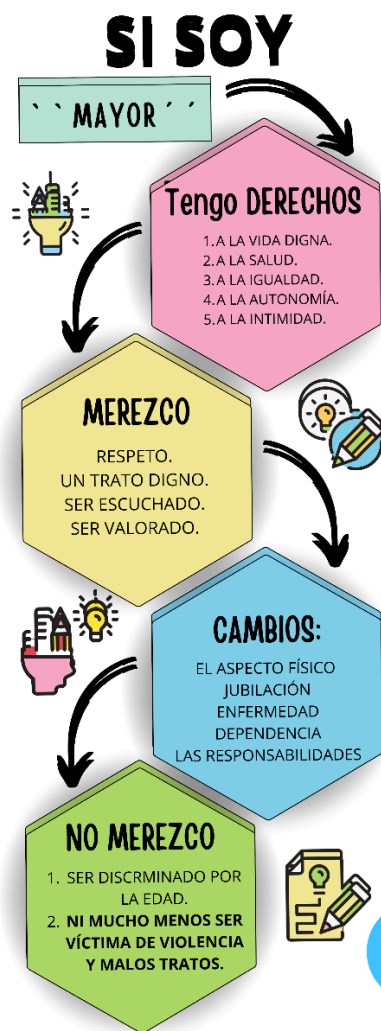 SI SOY
` ` MAYOR ´ ´
Tengo DERECHOS
1. A LA VIDA DIGNA.
2. A LA SALUD.
3. A LA IGUALDAD.
4. A LA AUTONOMÍA.
5. A LA INTIMIDAD.
MEREZCO
RESPETO.
UN TRATO DIGNO.
SER ESCUCHADO.
SER VALORADO.
CAMBIOS:
EL ASPECTO FÍSICO
JUBILACIÓN
ENFERMEDAD
DEPENDENCIA
LAS RESPONSABILIDADES
NO MEREZCO
1. SER DISCRMINADO POR
LA EDAD.
2. NI MUCHO MENOS SER
VÍCTIMA DE VIOLENCIA
Y MALOS TRATOS.